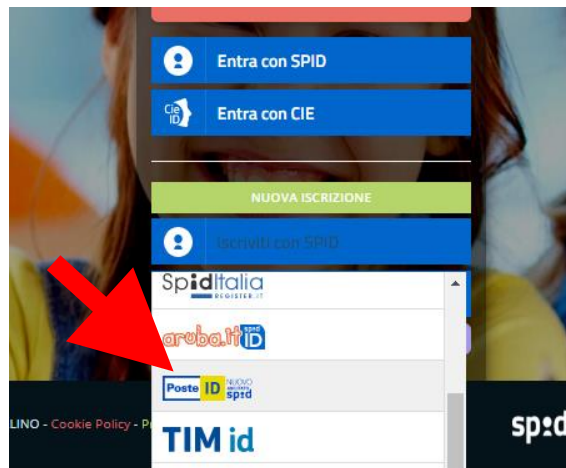 Entra con SPID
Cie
ID
Entra con CIE
NUOVA ISCRIZIONE
Iscriviti con SPID
SpidItalia
REGISTER.IT
aruba.it spid ID
Poste ID NUOVO
spid
TIM id
LINO - Cookie Policy - P
sp:d